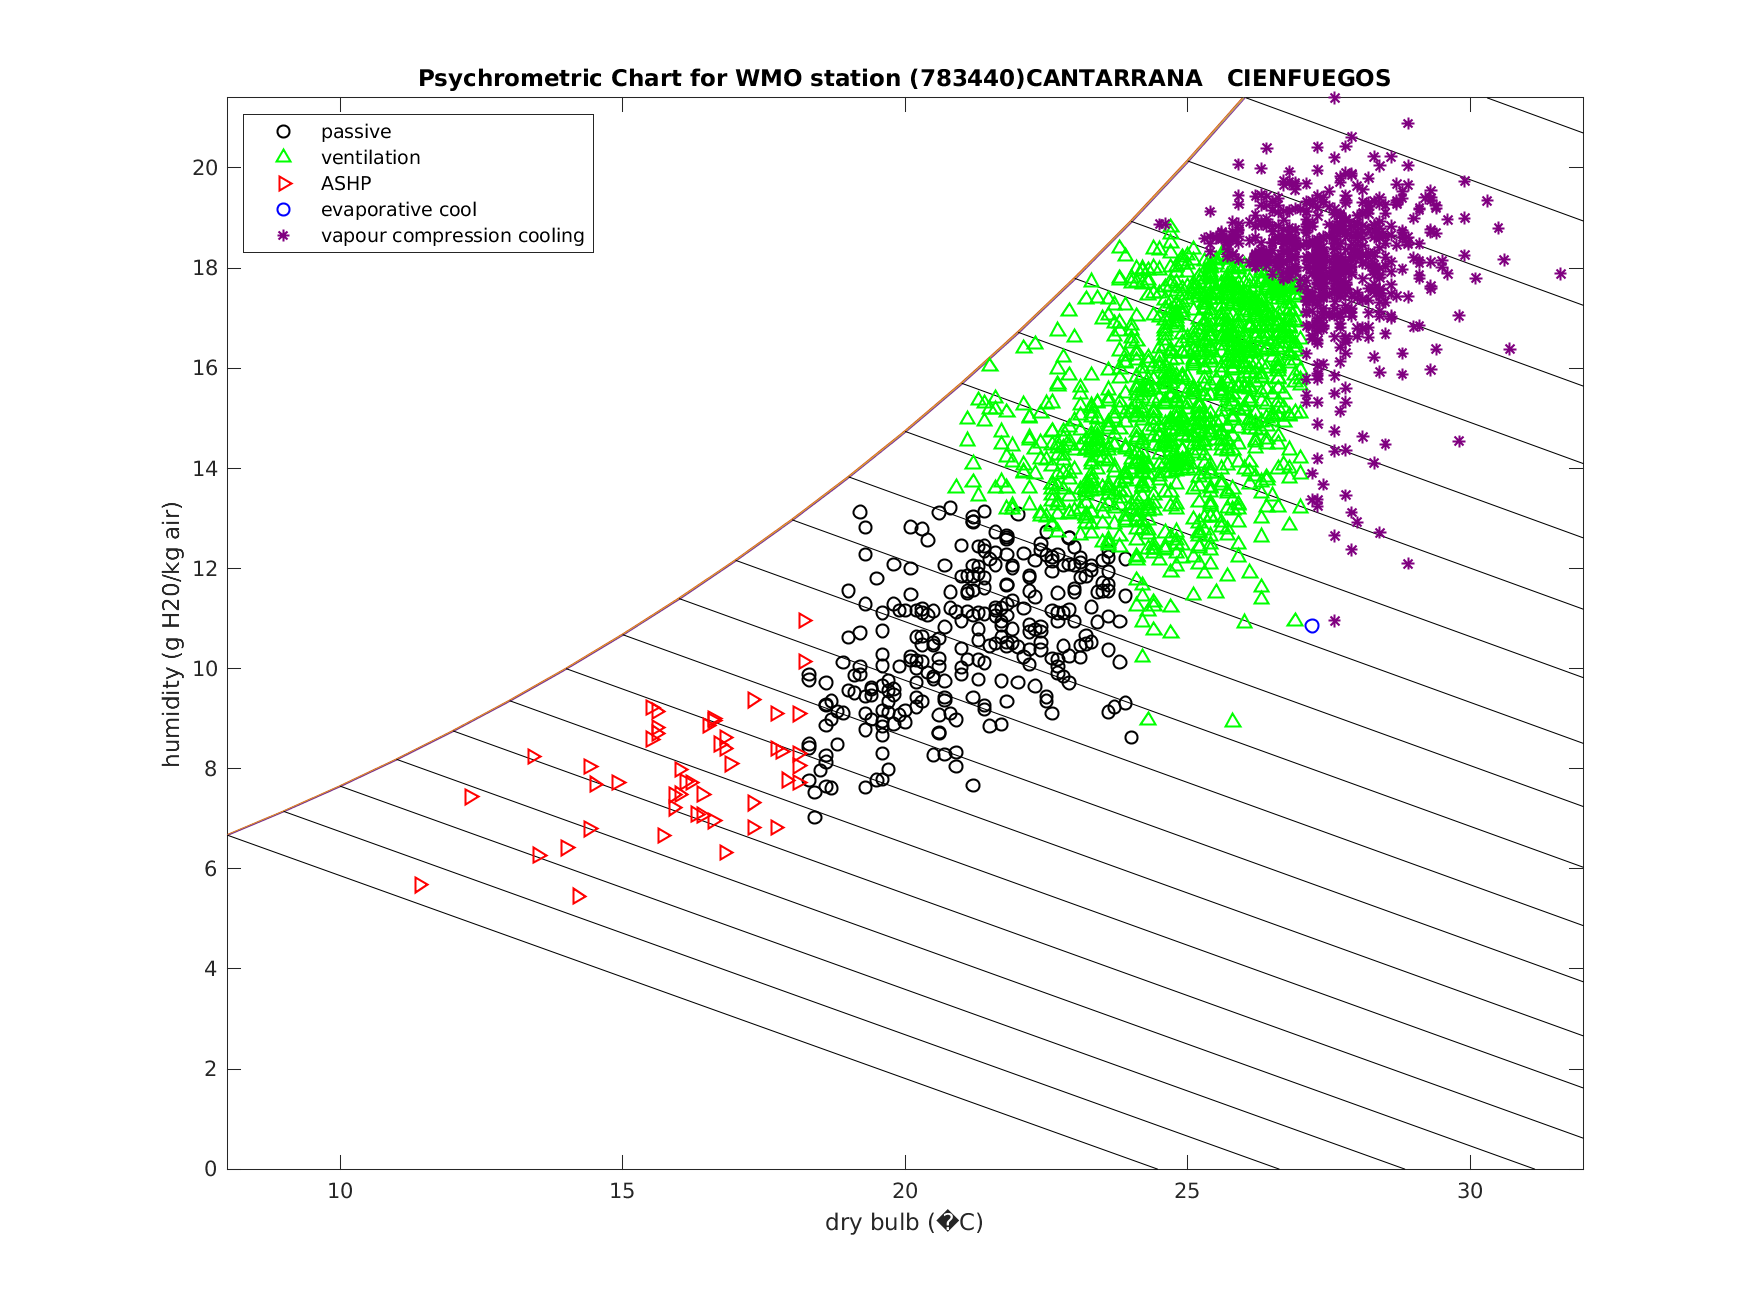 Psychrometric Chart for WMO station (783440)CANTARRANA   CIENFUEGOS
passive
ventilation
ASHP
evaporative cool
vapour compression cooling
humidity (g H20/kg air)
20
18
16
14
12
10
8
6
4
2
0
10 15 20 25 30
dry bulb (�C)